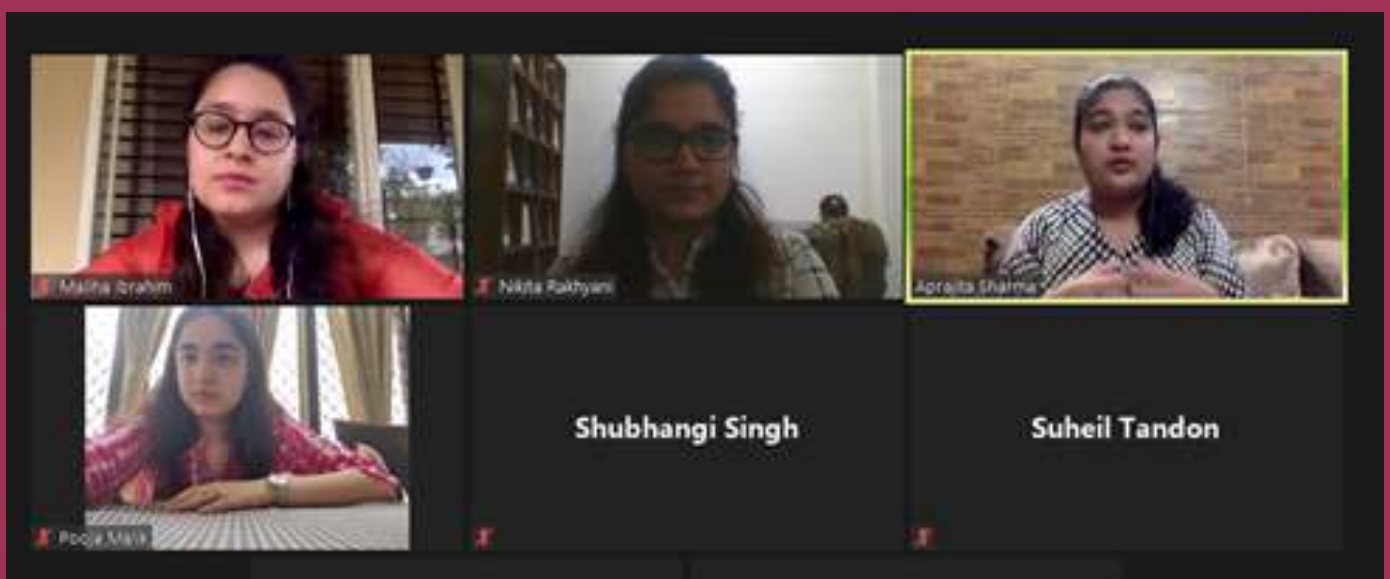 Maliha Ibrahim
Nikita Rakhyani
Aprajita Sharma
Pooja Malik
Shubhangi Singh
Suheil Tandon